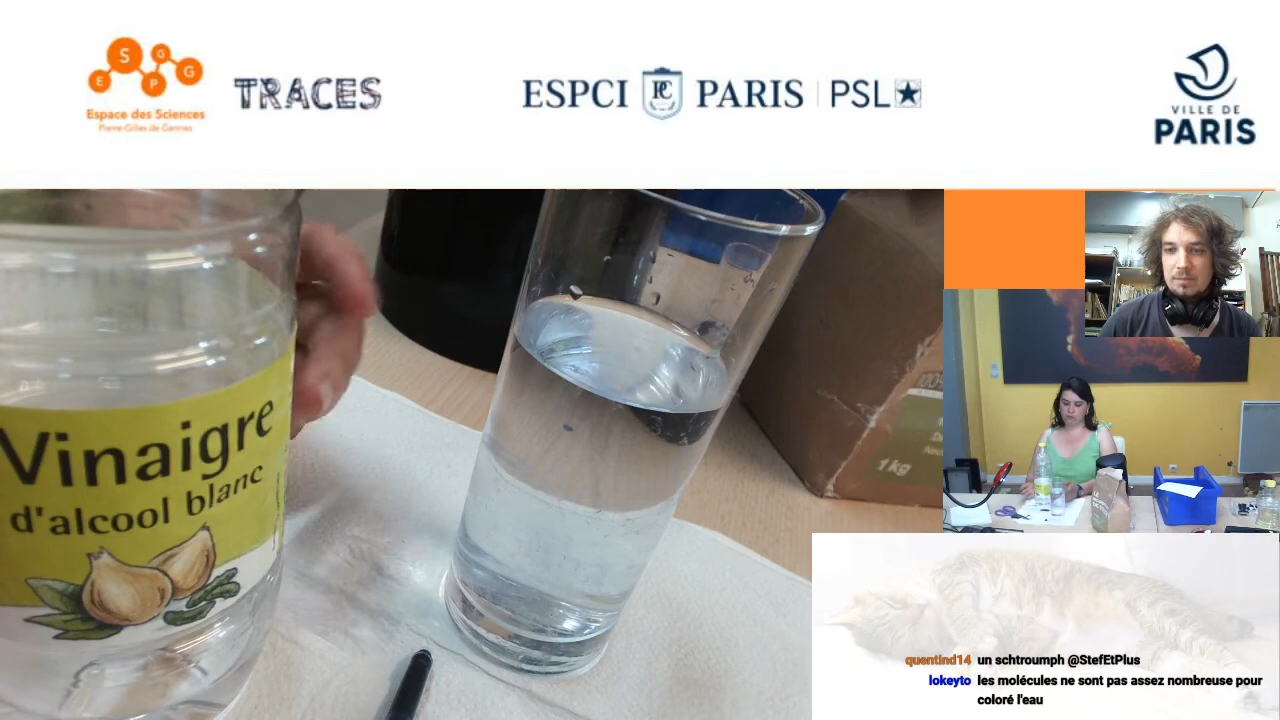 S
G
E
P
G
Espace des Sciences
Pierre-Gilles de Gennes
TRACES
ESPCI PC PARIS PSL
VILLE DE
PARIS
Vinaigre
d'alcool blanc
1kg
quentind14 un schtroumph @StefEtPlus
lokeyto les molécules ne sont pas assez nombreuse pour
coloré l'eau